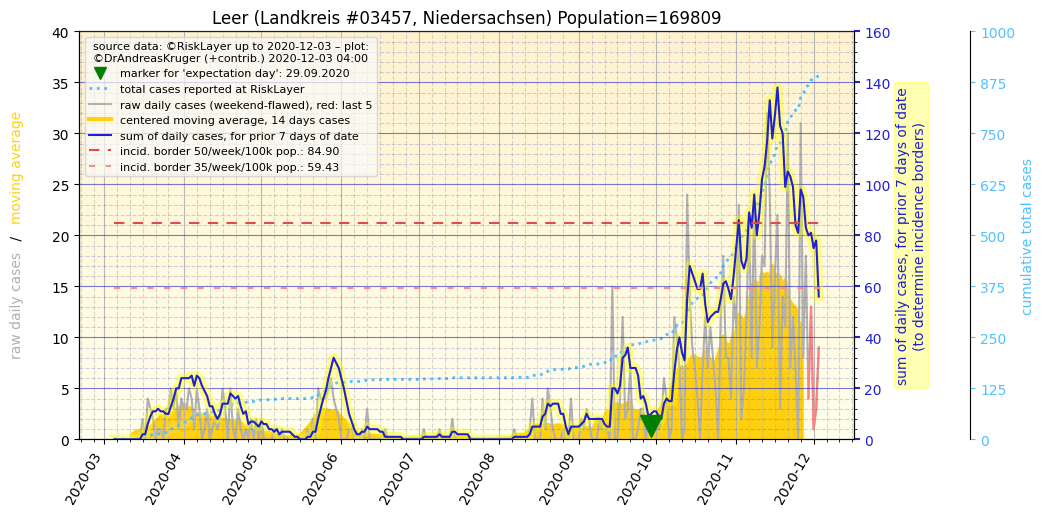 Leer (Landkreis #03457, Niedersachsen) Population=169809
source data: ©RiskLayer up to 2020-12-03 – plot:
©DrAndreasKruger (+contrib.) 2020-12-03 04:00
marker for 'expectation day': 29.09.2020
total cases reported at RiskLayer
raw daily cases (weekend-flawed), red: last 5
centered moving average, 14 days cases
sum of daily cases, for prior 7 days of date
incid. border 50/week/100k pop.: 84.90
incid. border 35/week/100k pop.: 59.43
raw daily cases / moving average
40
35
30
25
20
15
10
5
0
160
140
120
100
80
60
40
20
0
sum of daily cases, for prior 7 days of date
(to determine incidence borders)
1000
875
750
625
500
375
250
125
0
cumulative total cases
2020-03
2020-04
2020-05
2020-06
2020-07
2020-08
2020-09
2020-10
2020-11
2020-12